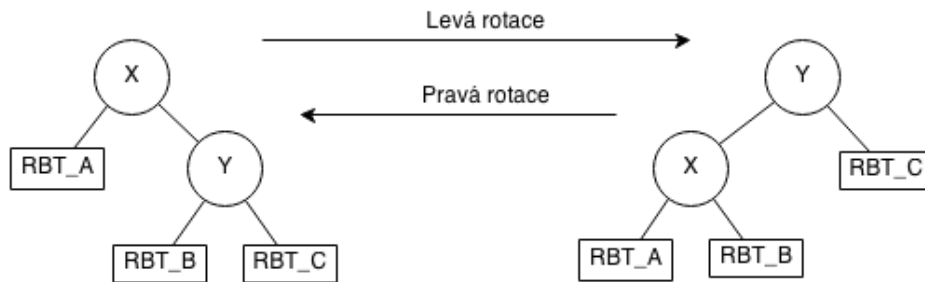 Levá rotace
X
Y
Pravá rotace
RBT_A
Y
X
RBT_C
RBT_B
RBT_C
RBT_A
RBT_B